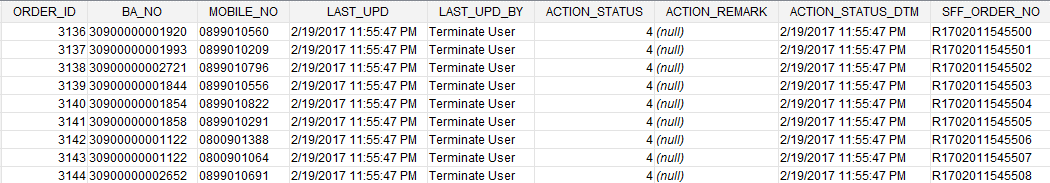 ORDER_ID BA_NO MOBILE_NO LAST_UPD LAST_UPD_BY ACTION_STATUS ACTION_REMARK ACTION_STATUS_DTM SFF_ORDER_NO
3136 30900000001920 0899010560 2/19/2017 11:55:47 PM Terminate User 4 (null) 2/19/2017 11:55:47 PM R1702011545500
3137 30900000001993 0899010209 2/19/2017 11:55:47 PM Terminate User 4 (null) 2/19/2017 11:55:47 PM R1702011545501
3138 30900000002721 0899010796 2/19/2017 11:55:47 PM Terminate User 4 (null) 2/19/2017 11:55:47 PM R1702011545502
3139 30900000001844 0899010556 2/19/2017 11:55:47 PM Terminate User 4 (null) 2/19/2017 11:55:47 PM R1702011545503
3140 30900000001854 0899010822 2/19/2017 11:55:47 PM Terminate User 4 (null) 2/19/2017 11:55:47 PM R1702011545504
3141 30900000001858 0899010291 2/19/2017 11:55:47 PM Terminate User 4 (null) 2/19/2017 11:55:47 PM R1702011545505
3142 30900000001122 0800901388 2/19/2017 11:55:47 PM Terminate User 4 (null) 2/19/2017 11:55:47 PM R1702011545506
3143 30900000001122 0800901064 2/19/2017 11:55:47 PM Terminate User 4 (null) 2/19/2017 11:55:47 PM R1702011545507
3144 30900000002652 0899010691 2/19/2017 11:55:47 PM Terminate User 4 (null) 2/19/2017 11:55:47 PM R1702011545508